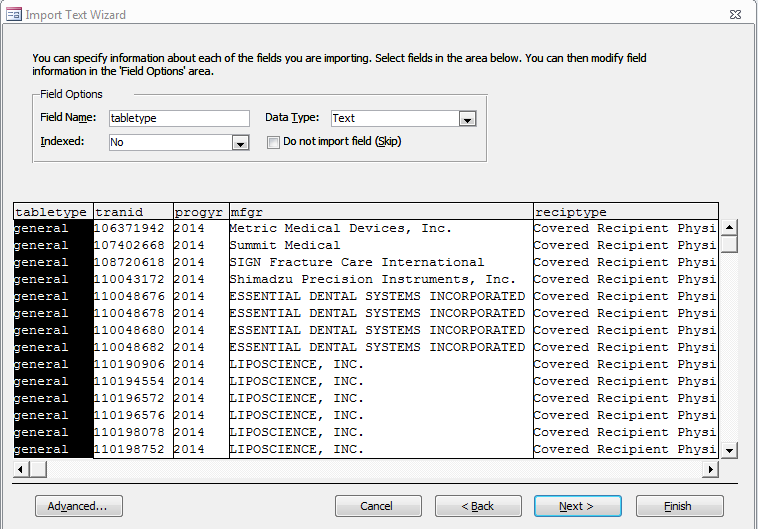 Import Text Wizard
You can specify information about each of the fields you are importing. Select fields in the area below. You can then modify field
information in the 'Field Options' area.
Field Options
Field Name: tabletype Data Type: Text
Indexed: No Do not import field (Skip)
tabletype tranid progyr mfgr reciptype
general 106371942 2014 Metric Medical Devices, Inc. Covered Recipient Physi
general 107402668 2014 Summit Medical Covered Recipient Physi
general 108720618 2014 SIGN Fracture Care International Covered Recipient Physi
general 110043172 2014 Shimadzu Precision Instruments, Inc. Covered Recipient Physi
general 110048676 2014 ESSENTIAL DENTAL SYSTEMS INCORPORATED Covered Recipient Physi
general 110048678 2014 ESSENTIAL DENTAL SYSTEMS INCORPORATED Covered Recipient Physi
general 110048680 2014 ESSENTIAL DENTAL SYSTEMS INCORPORATED Covered Recipient Physi
general 110048682 2014 ESSENTIAL DENTAL SYSTEMS INCORPORATED Covered Recipient Physi
general 110190906 2014 LIPOSCIENCE, INC. Covered Recipient Physi
general 110194554 2014 LIPOSCIENCE, INC. Covered Recipient Physi
general 110196572 2014 LIPOSCIENCE, INC. Covered Recipient Physi
general 110196576 2014 LIPOSCIENCE, INC. Covered Recipient Physi
general 110198078 2014 LIPOSCIENCE, INC. Covered Recipient Physi
general 110198752 2014 LIPOSCIENCE, INC. Covered Recipient Physi
Advanced... Cancel < Back Next > Finish